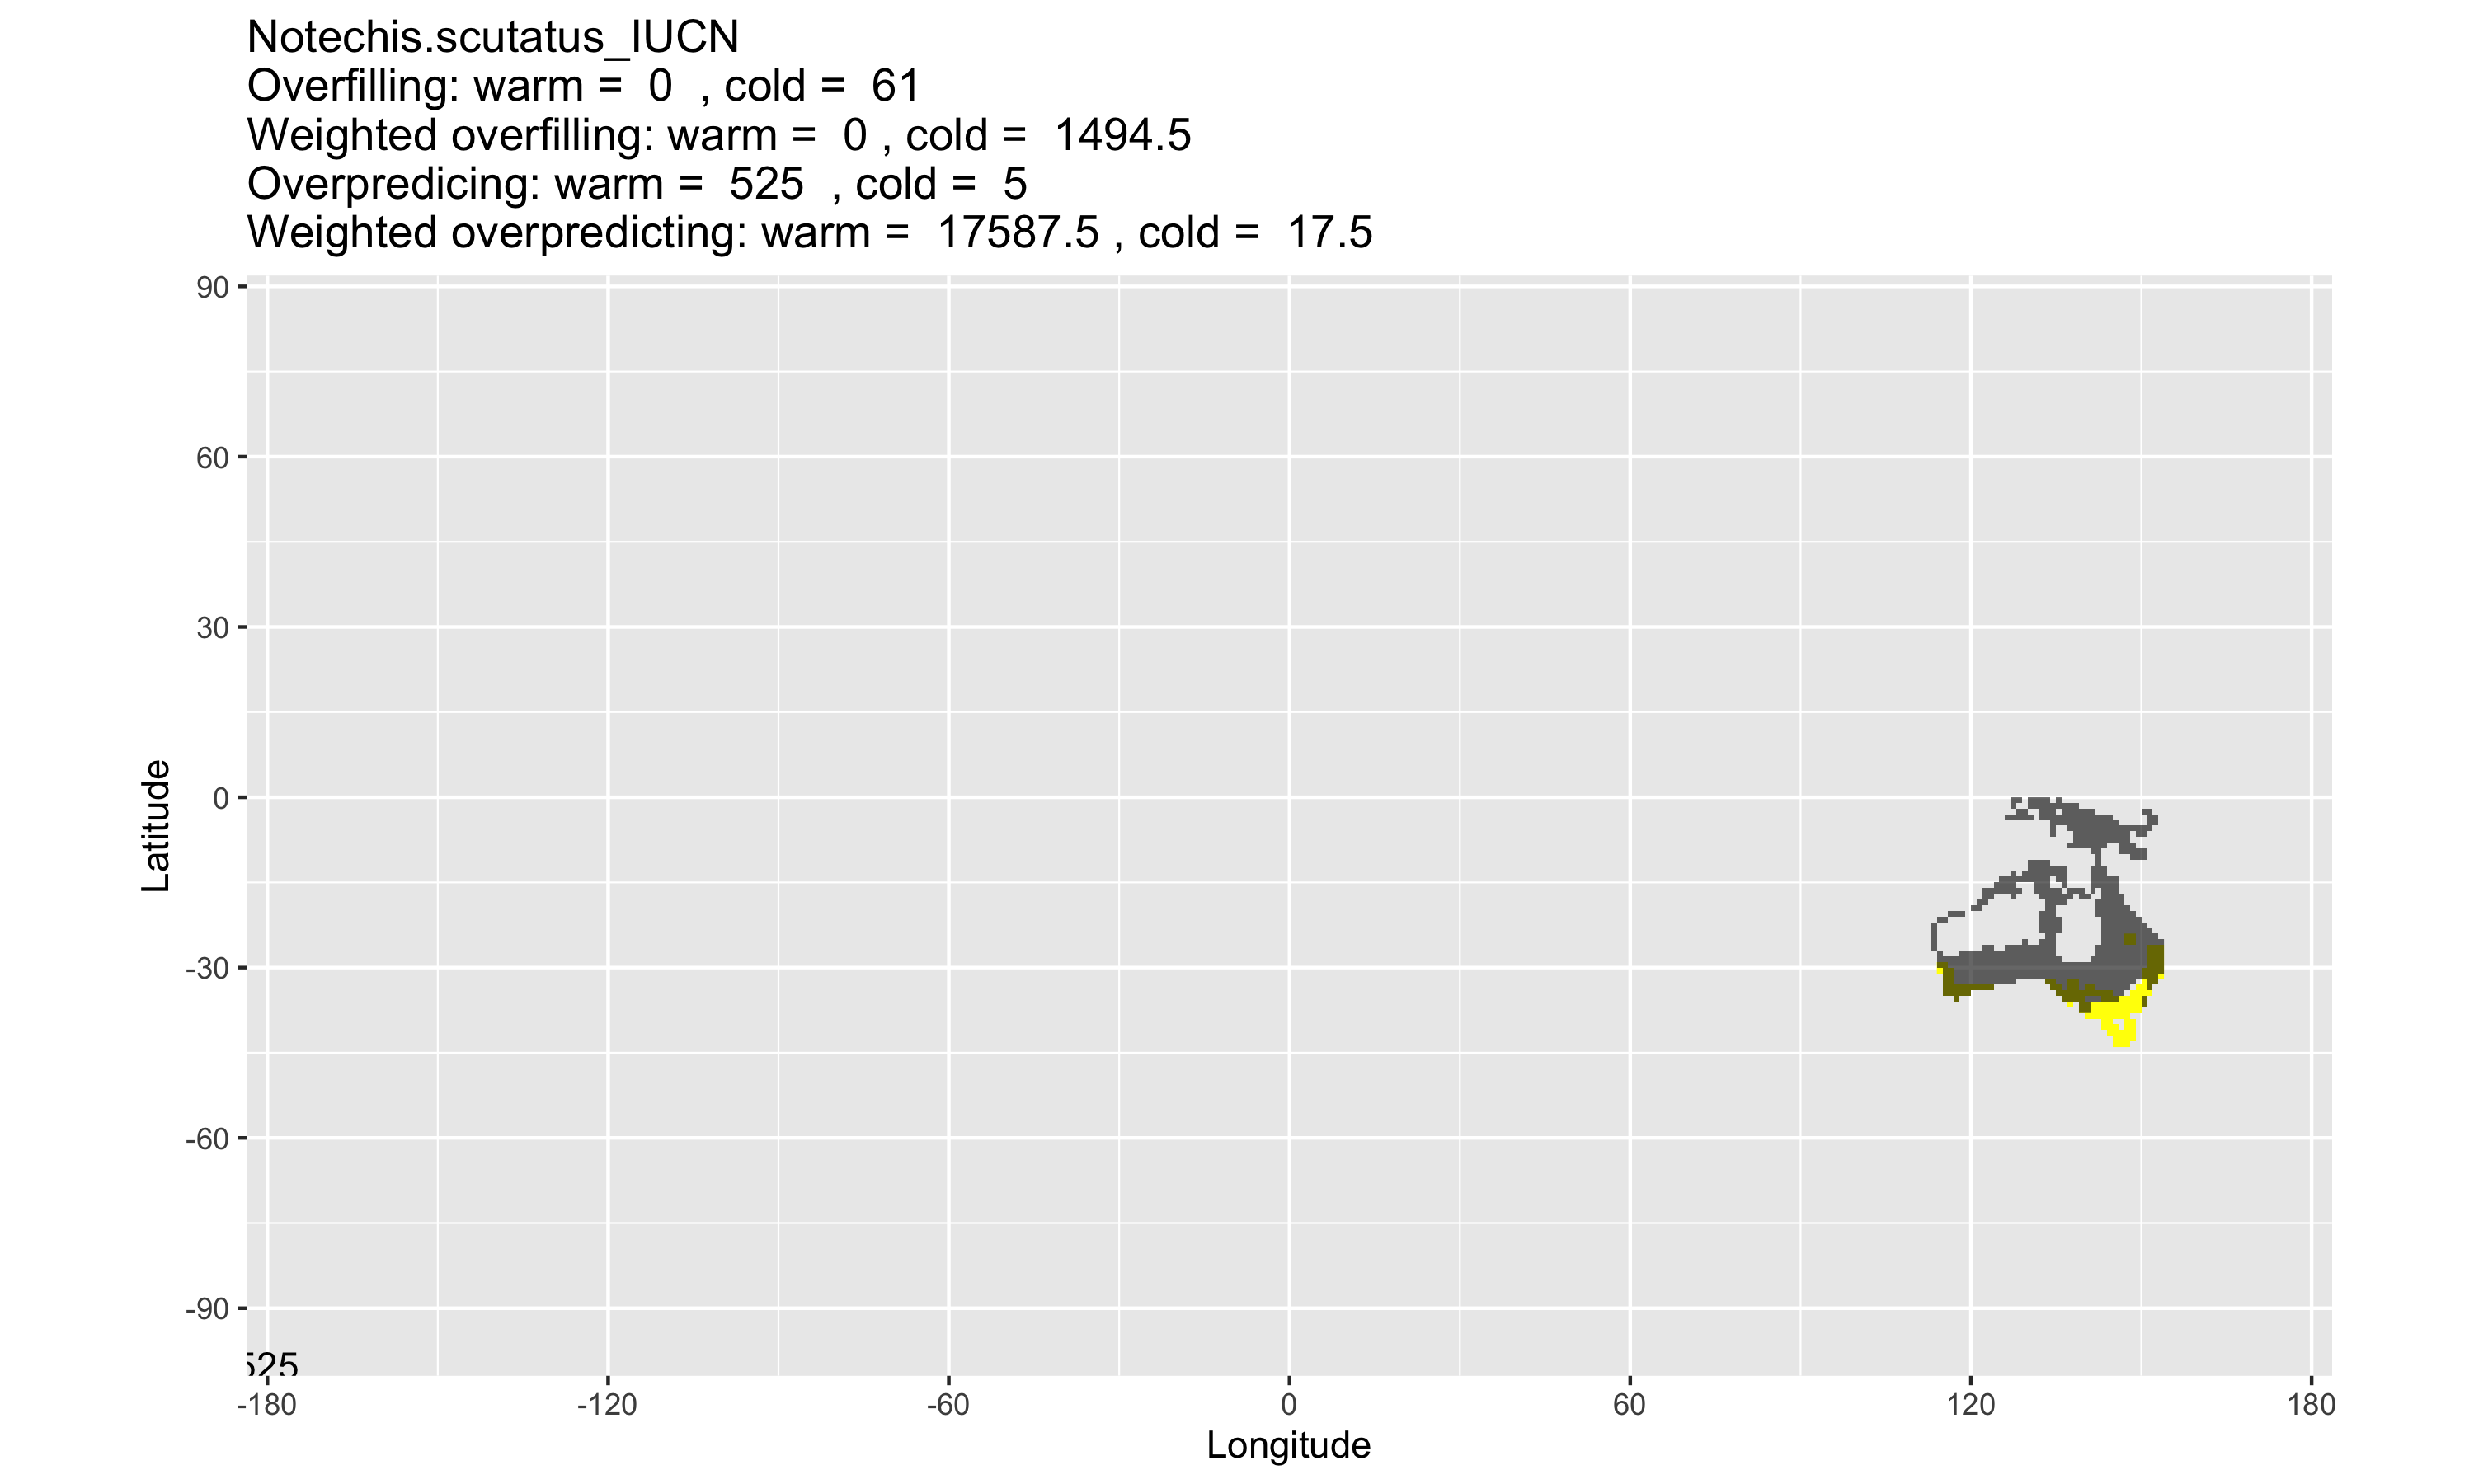 Notechis.scutatus_IUCN
Overfilling: warm = 0 , cold = 61
Weighted overfilling: warm = 0 , cold = 1494.5
Overpredicing: warm = 525 , cold = 5
Weighted overpredicting: warm = 17587.5 , cold = 17.5
90
60
30
0
-30
-60
-90
Latitude
525
-180
-120
-60
0
60
120
180
Longitude